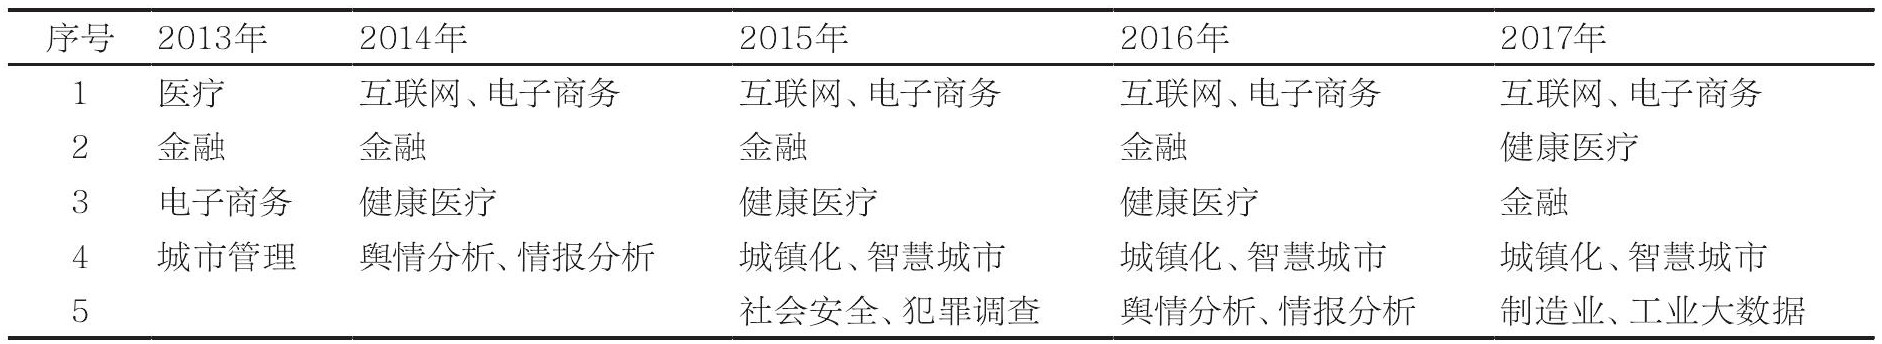 序号 2013年 2014年 2015年 2016年 2017年
1 医疗 互联网、电子商务 互联网、电子商务 互联网、电子商务 互联网、电子商务
2 金融 金融 金融 金融 健康医疗
3 电子商务 健康医疗 健康医疗 健康医疗 金融
4 城市管理 舆情分析、情报分析 城镇化、智慧城市 城镇化、智慧城市 城镇化、智慧城市
5 社会安全、犯罪调查 舆情分析、情报分析 制造业、工业大数据